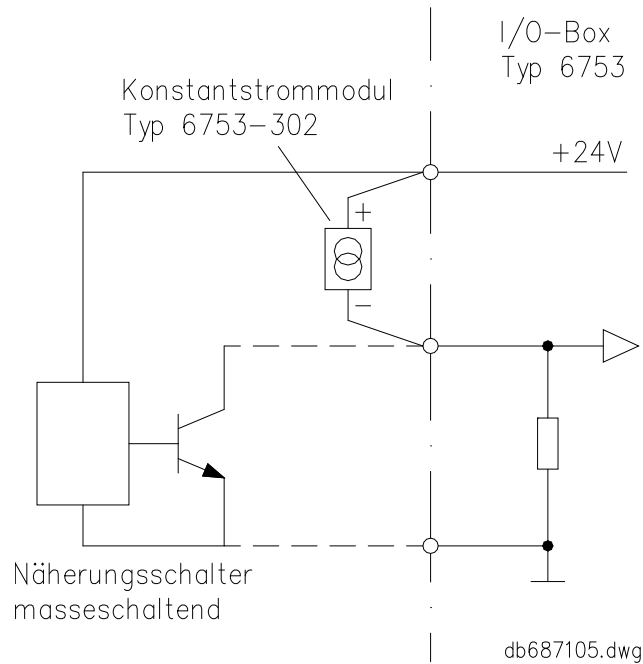 I/O-Box
Typ 6753
Konstantstrommodul
Typ 6753-302
+24V
+
−
Näherungsschalter
masseschaltend
db687105.dwg